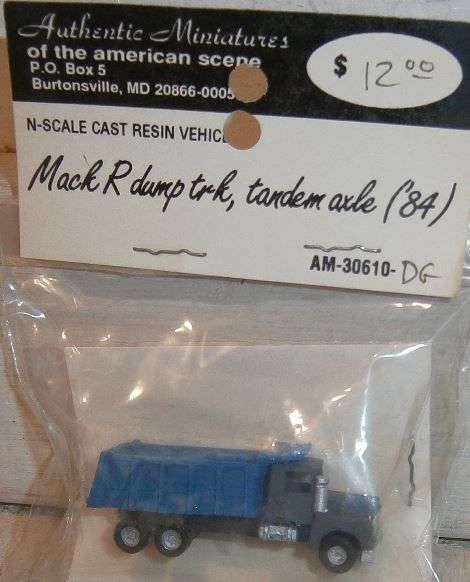 Authentic Miniatures
of the american scene
P.O. Box 5
Burtonsville, MD 20866-0005
$ 12.00
N-SCALE CAST RESIN
Mack R dump trk, tandem axle ('84)
AM-30610-DG